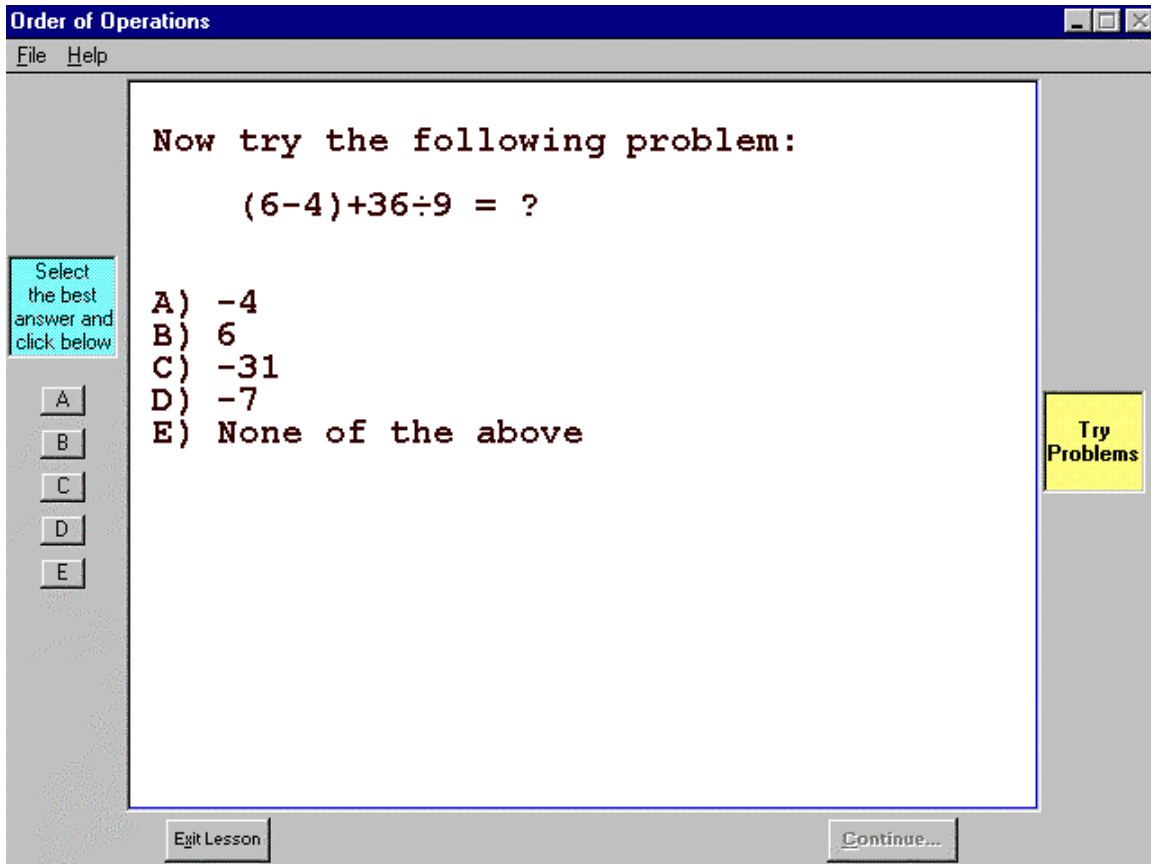 Order of Operations
File Help
Now try the following problem:
(6-4)+36÷9 = ?
Select
the best
answer and
click below
A) -4
B) 6
C) -31
D) -7
E) None of the above
A
B
C
D
E
Try
Problems
Exit Lesson
Continue...